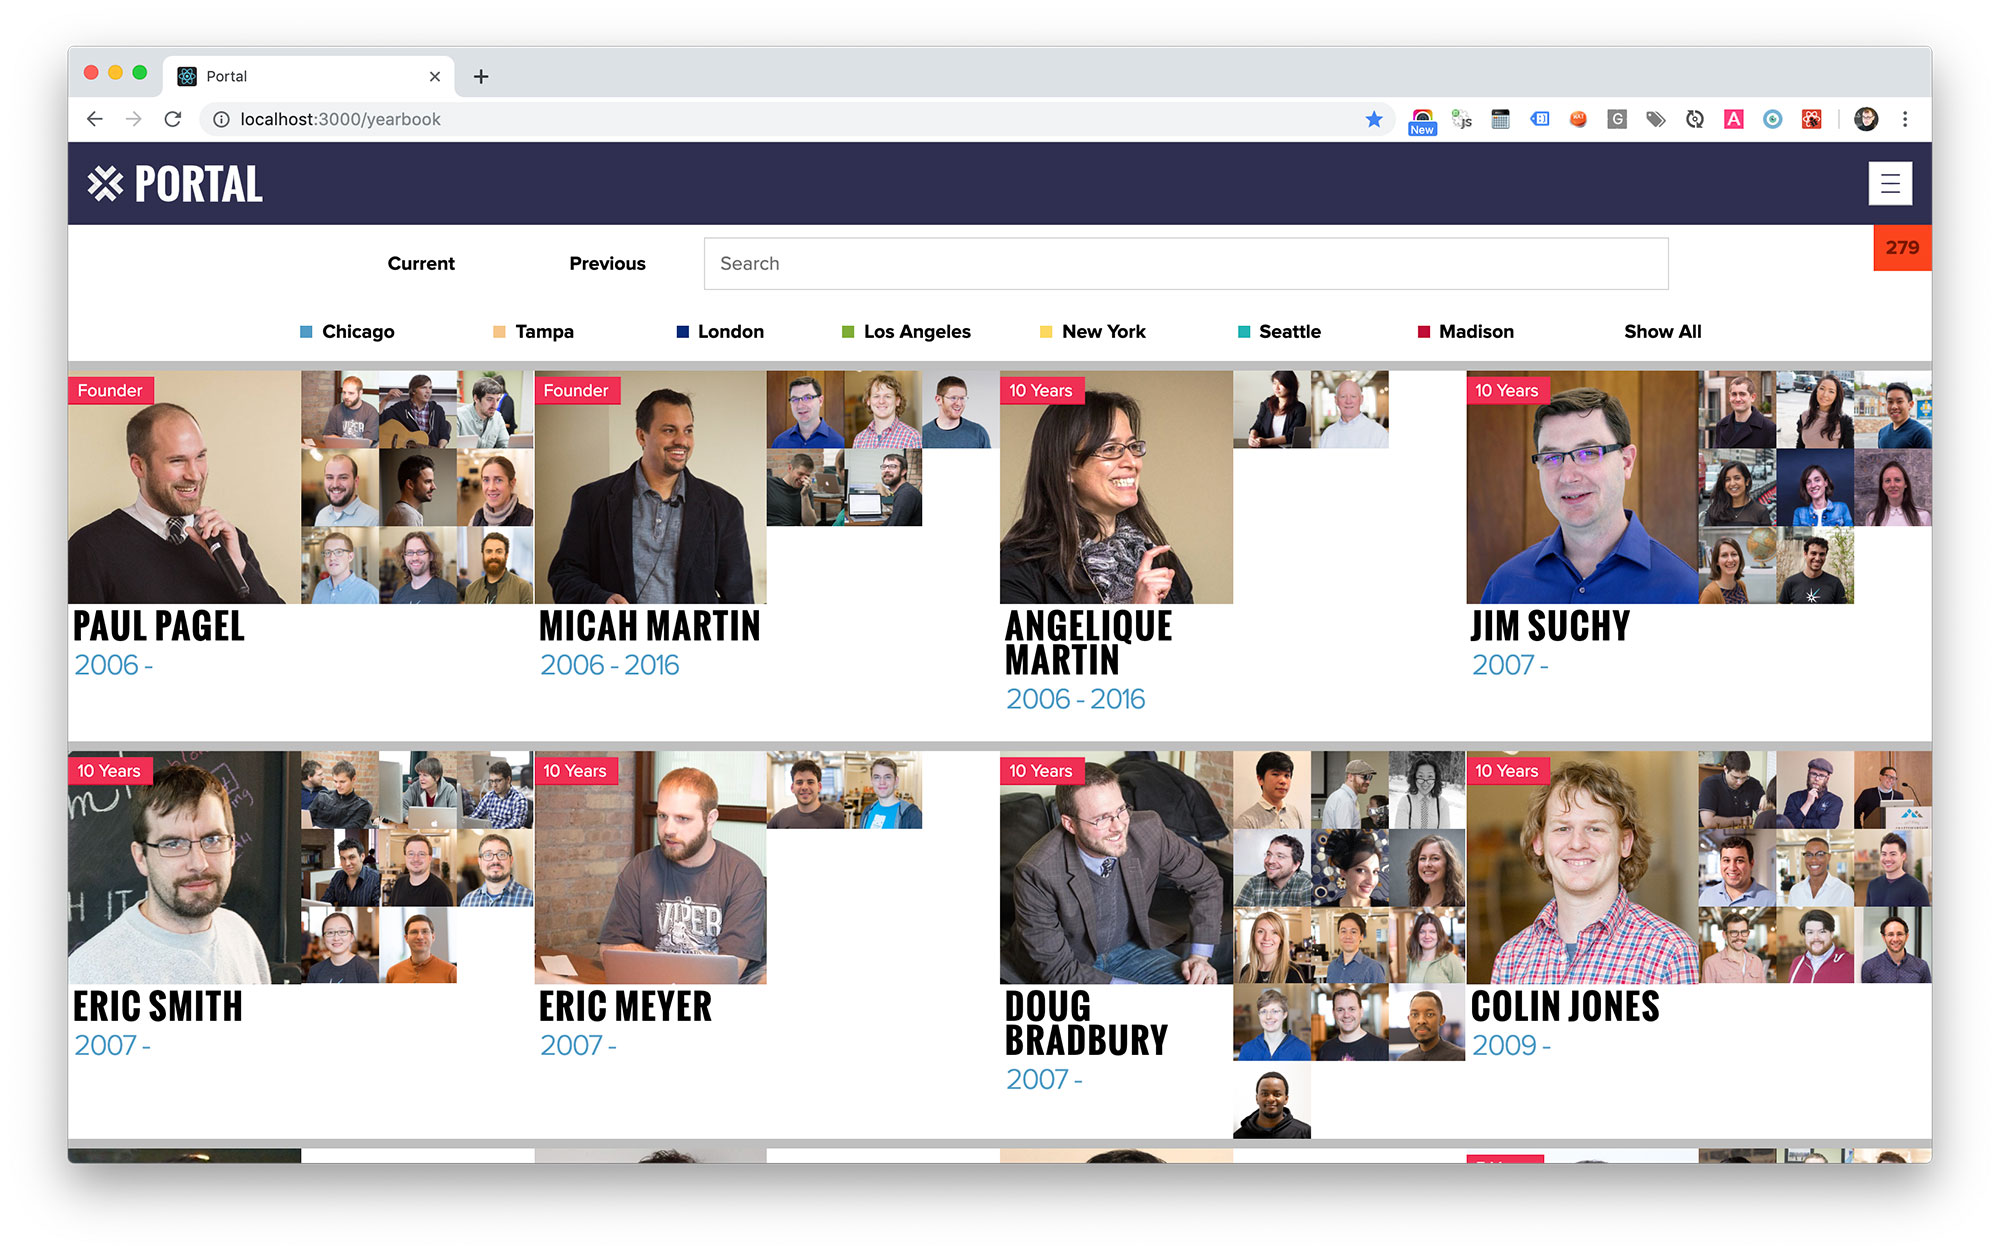 Portal
localhost:3000/yearbook
New
JS
G
A
PORTAL
Current
Previous
Search
279
Chicago
Tampa
London
Los Angeles
New York
Seattle
Madison
Show All
Founder
Founder
10 Years
10 Years
PAUL PAGEL
2006 -
MICAH MARTIN
2006 - 2016
ANGELIQUE
MARTIN
2006 - 2016
JIM SUCHY
2007 -
10 Years
10 Years
10 Years
10 Years
VIPER
ERIC SMITH
2007 -
ERIC MEYER
2007 -
DOUG
BRADBURY
2007 -
COLIN JONES
2009 -